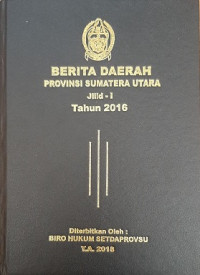 BERITA DAERAH
PROVINSI SUMATERA UTARA
Jilid - I
Tahun 2016
Diterbitkan Oleh :
BIRO HUKUM SETDAPROVSU
T.A. 2018